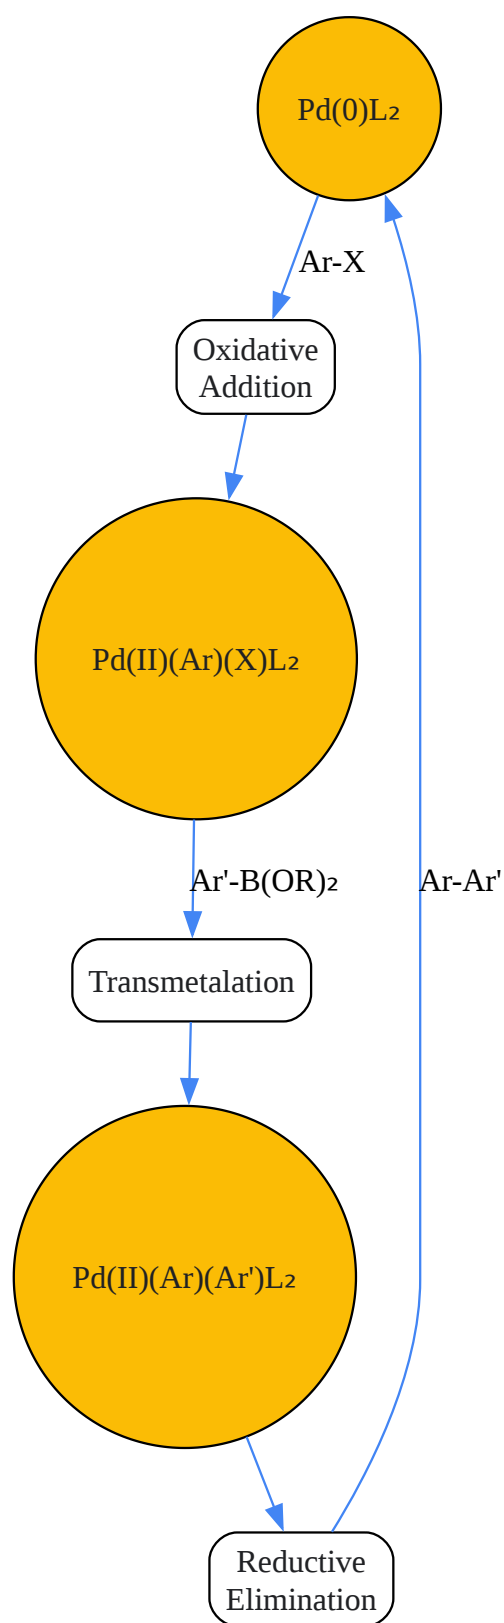 Pd(0)L₂
Ar-X
Oxidative
Addition
Pd(II)(Ar)(X)L₂
Ar'-B(OR)₂
Ar-Ar'
Transmetalation
Pd(II)(Ar)(Ar')L₂
Reductive
Elimination